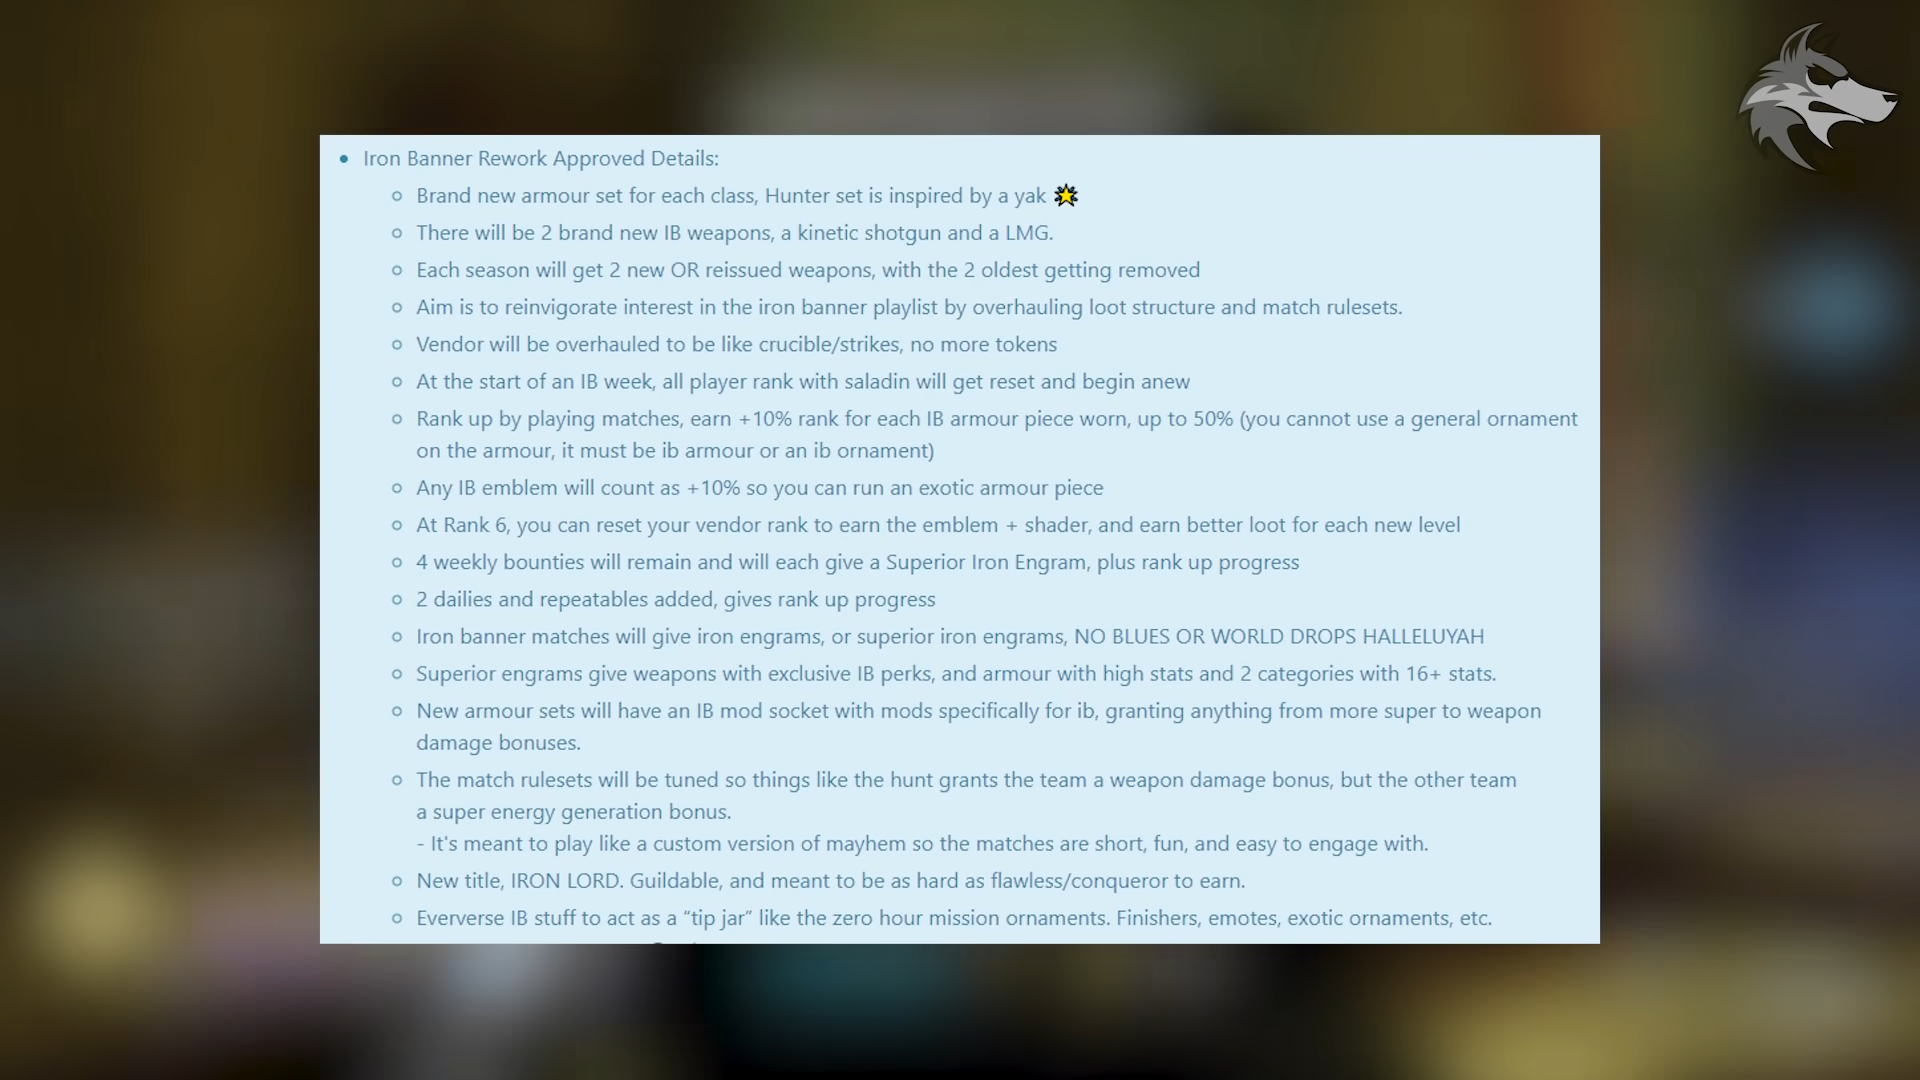 Iron Banner Rework Approved Details:
Brand new armour set for each class, Hunter set is inspired by a yak
There will be 2 brand new IB weapons, a kinetic shotgun and a LMG.
Each season will get 2 new OR reissued weapons, with the 2 oldest getting removed
Aim is to reinvigorate interest in the iron banner playlist by overhauling loot structure and match rulesets.
Vendor will be overhauled to be like crucible/strikes, no more tokens
At the start of an IB week, all player rank with saladin will get reset and begin anew
Rank up by playing matches, earn +10% rank for each IB armour piece worn, up to 50% (you cannot use a general ornament
on the armour, it must be ib armour or an ib ornament)
Any IB emblem will count as +10% so you can run an exotic armour piece
At Rank 6, you can reset your vendor rank to earn the emblem + shader, and earn better loot for each new level
4 weekly bounties will remain and will each give a Superior Iron Engram, plus rank up progress
2 dailies and repeatables added, gives rank up progress
Iron banner matches will give iron engrams, or superior iron engrams, NO BLUES OR WORLD DROPS HALLELUYAH
Superior engrams give weapons with exclusive IB perks, and armour with high stats and 2 categories with 16+ stats.
New armour sets will have an IB mod socket with mods specifically for ib, granting anything from more super to weapon
damage bonuses.
The match rulesets will be tuned so things like the hunt grants the team a weapon damage bonus, but the other team
a super energy generation bonus.
- It's meant to play like a custom version of mayhem so the matches are short, fun, and easy to engage with.
New title, IRON LORD. Guildable, and meant to be as hard as flawless/conqueror to earn.
Eververse IB stuff to act as a “tip jar” like the zero hour mission ornaments. Finishers, emotes, exotic ornaments, etc.